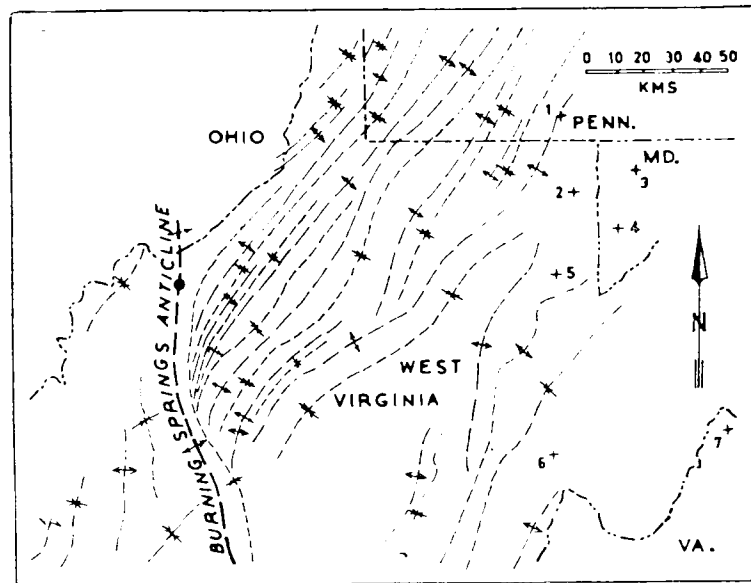 0 10 20 30 40 50
KMS
OHIO
1
PENN.
MD.
3
2
4
5
N
WEST
VIRGINIA
BURNING SPRINGS ANTICLINE
6
7
VA.